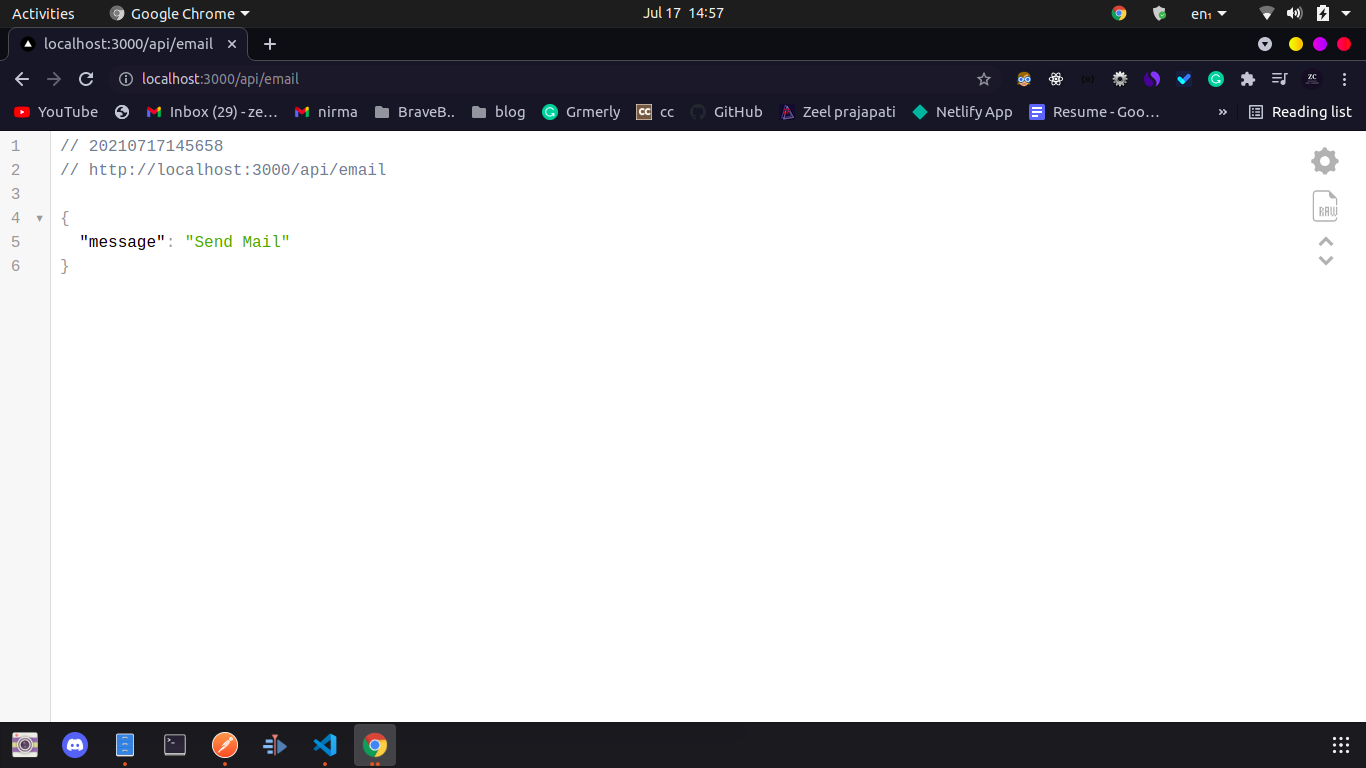 Activities Google Chrome Jul 17 14:57 en₁
localhost:3000/api/email
localhost:3000/api/email
YouTube Inbox (29) - ze... nirma BraveB.. blog Grmerly CC cc GitHub Zeel prajapati Netlify App Resume - Goo... » Reading list
1 // 20210717145658
2 // http://localhost:3000/api/email
3
4 {
5 "message": "Send Mail"
6 }
RAW